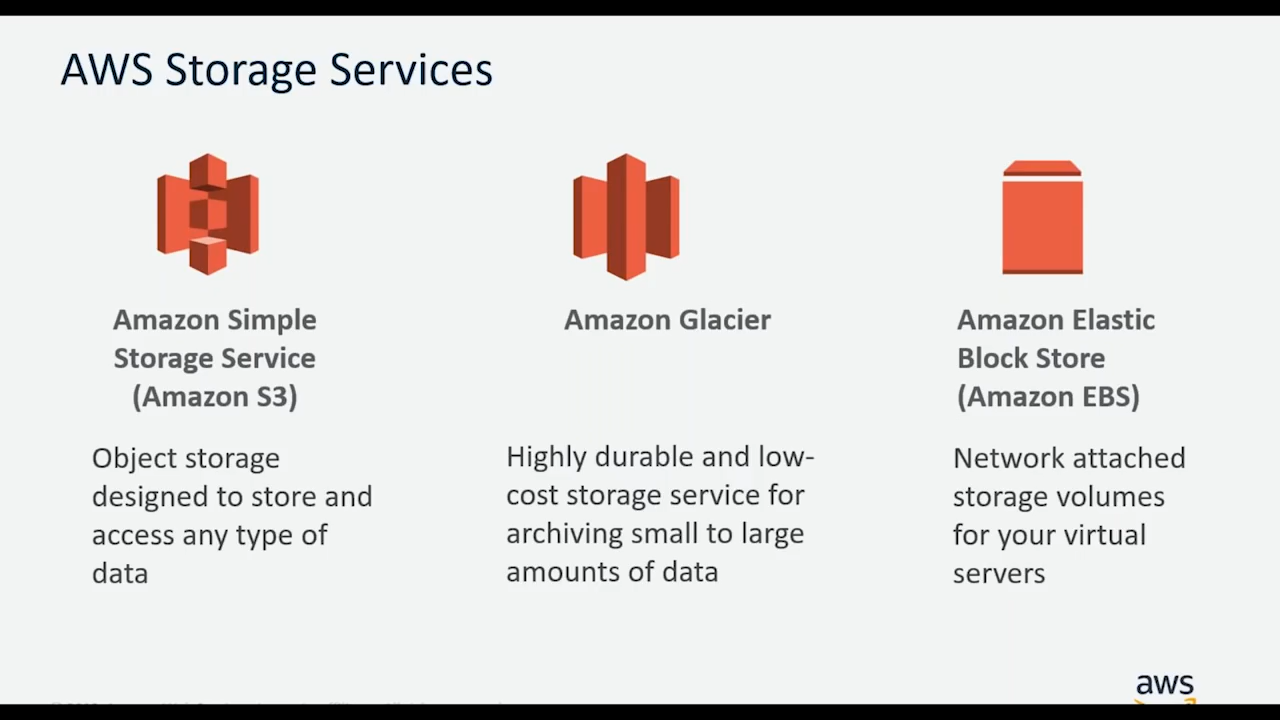 AWS Storage Services
Amazon Simple
Storage Service
(Amazon S3)
Object storage
designed to store and
access any type of
data
Amazon Glacier
Highly durable and low-
cost storage service for
archiving small to large
amounts of data
Amazon Elastic
Block Store
(Amazon EBS)
Network attached
storage volumes
for your virtual
servers
aws